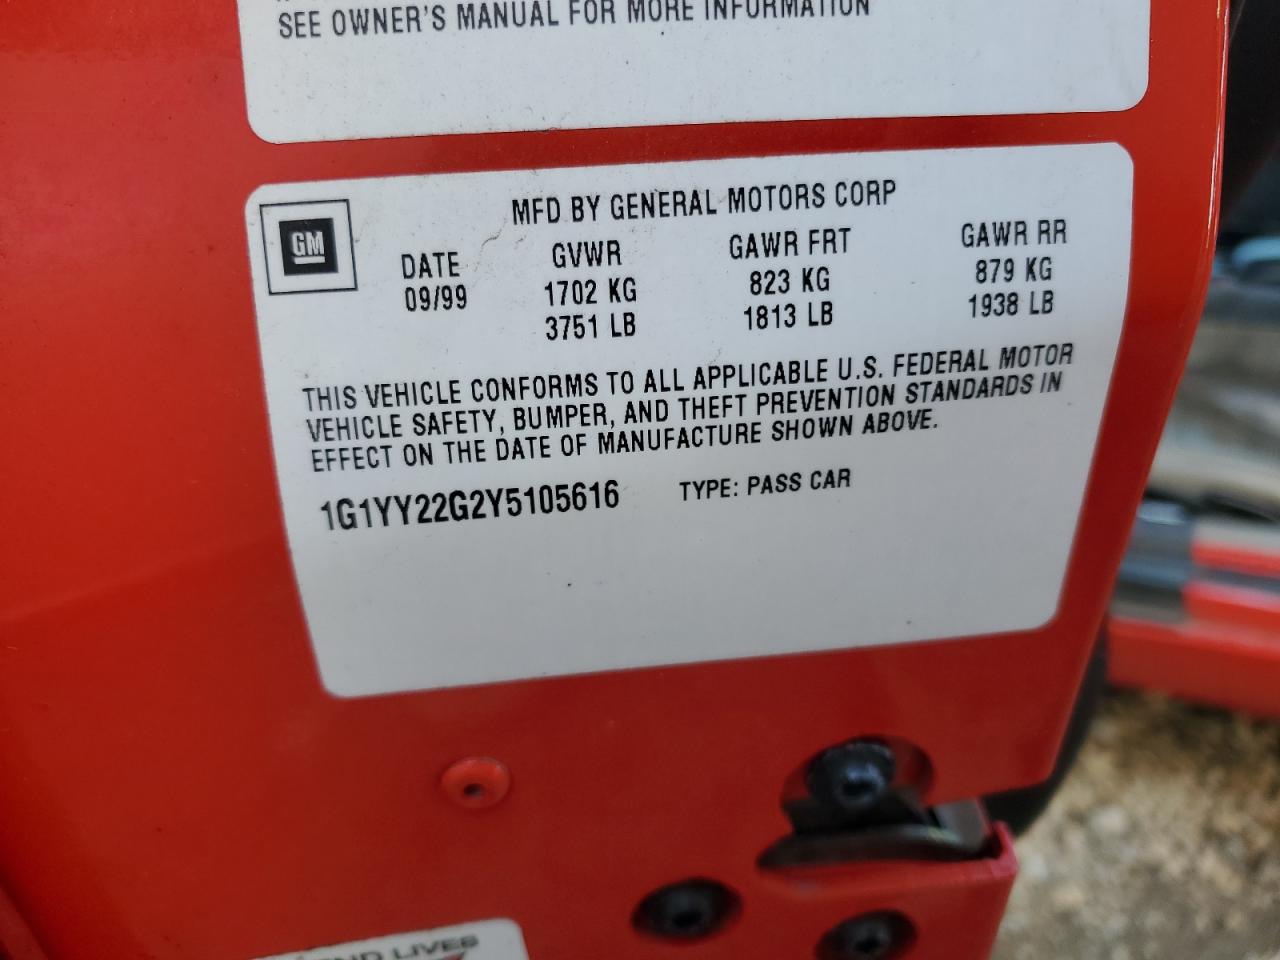 SEE OWNER'S MANUAL FOR MORE INFORMATION
GM
MFD BY GENERAL MOTORS CORP
DATE GVWR GAWR FRT GAWR RR
09/99 1702 KG 823 KG 879 KG
3751 LB 1813 LB 1938 LB
THIS VEHICLE CONFORMS TO ALL APPLICABLE U.S. FEDERAL MOTOR
VEHICLE SAFETY, BUMPER, AND THEFT PREVENTION STANDARDS IN
EFFECT ON THE DATE OF MANUFACTURE SHOWN ABOVE.
1G1YY22G2Y5105616 TYPE: PASS CAR
LIVES